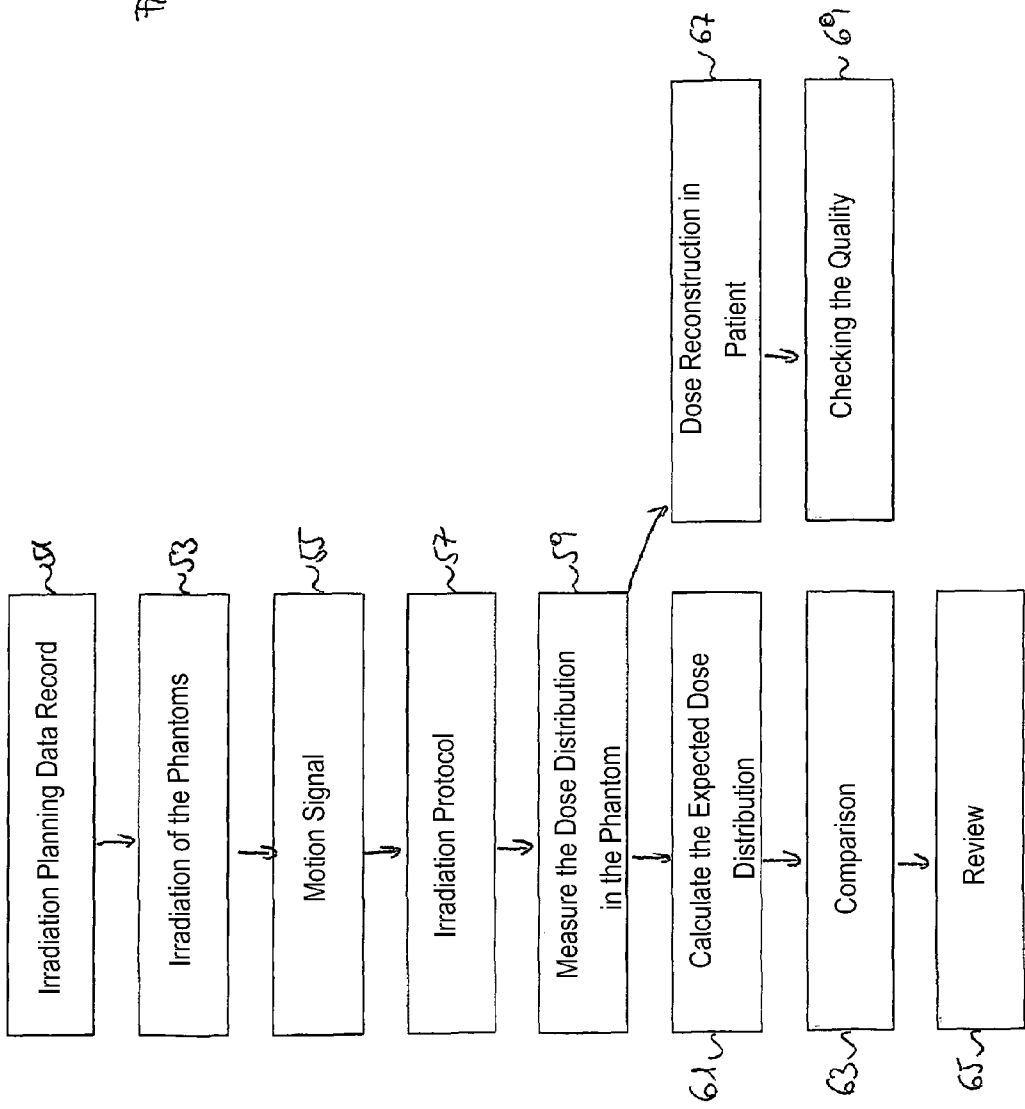 Irradiation Planning Data Record
51
Irradiation of the Phantoms
53
Motion Signal
55
Irradiation Protocol
57
Measure the Dose Distribution
in the Phantom
59
61
Calculate the Expected Dose
Distribution
63
Comparison
65
Review
Dose Reconstruction in
Patient
67
Checking the Quality
69